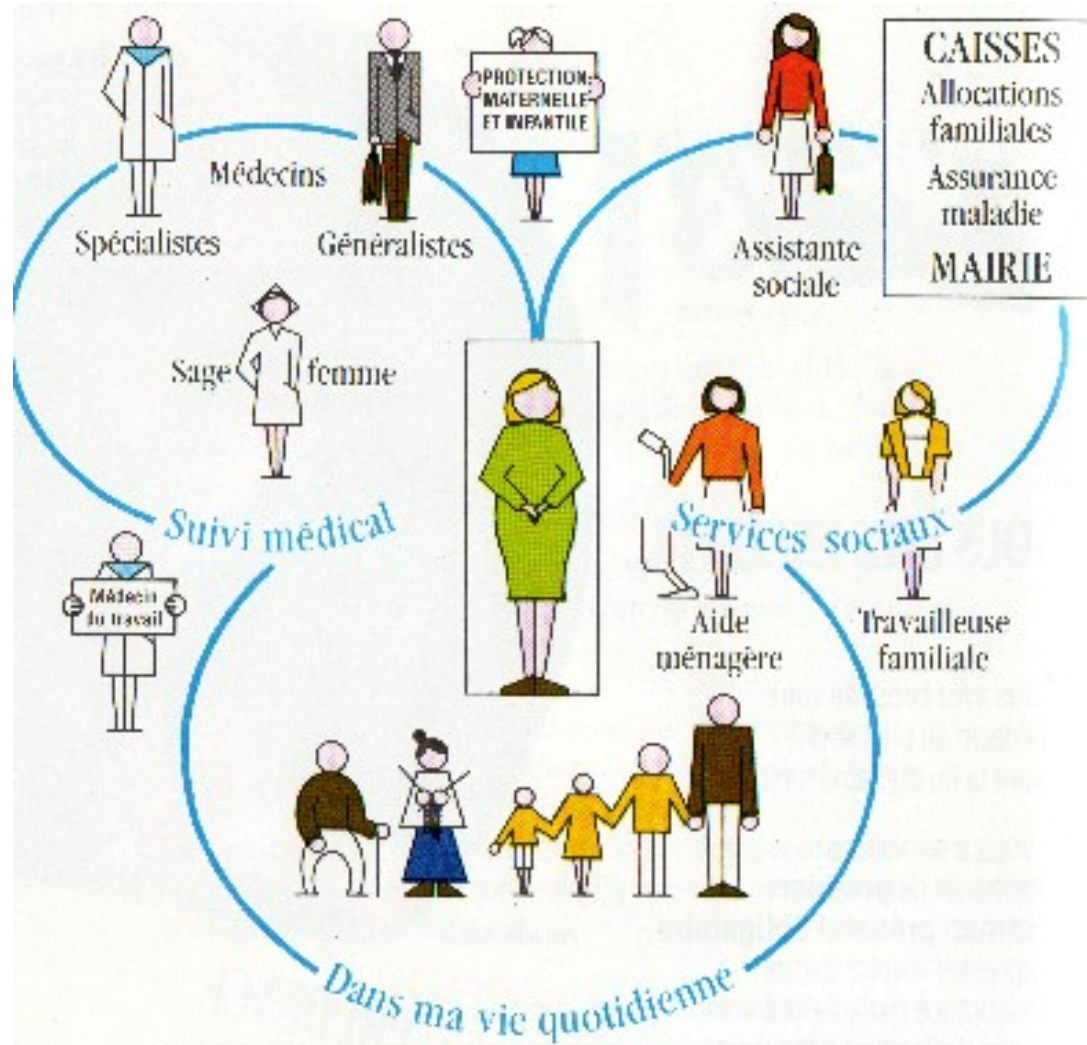 PROTECTION
MATERNELLE
ET INFANTILE
CAISSES
Allocations
familiales
Assurance
maladie
MAIRIE
Médecins
Spécialistes
Généralistes
Assistante
sociale
Sage femme
Suivi médical
Services sociaux
Médecin
du travail
Aide
ménagère
Travailleuse
familiale
Dans ma vie quotidienne